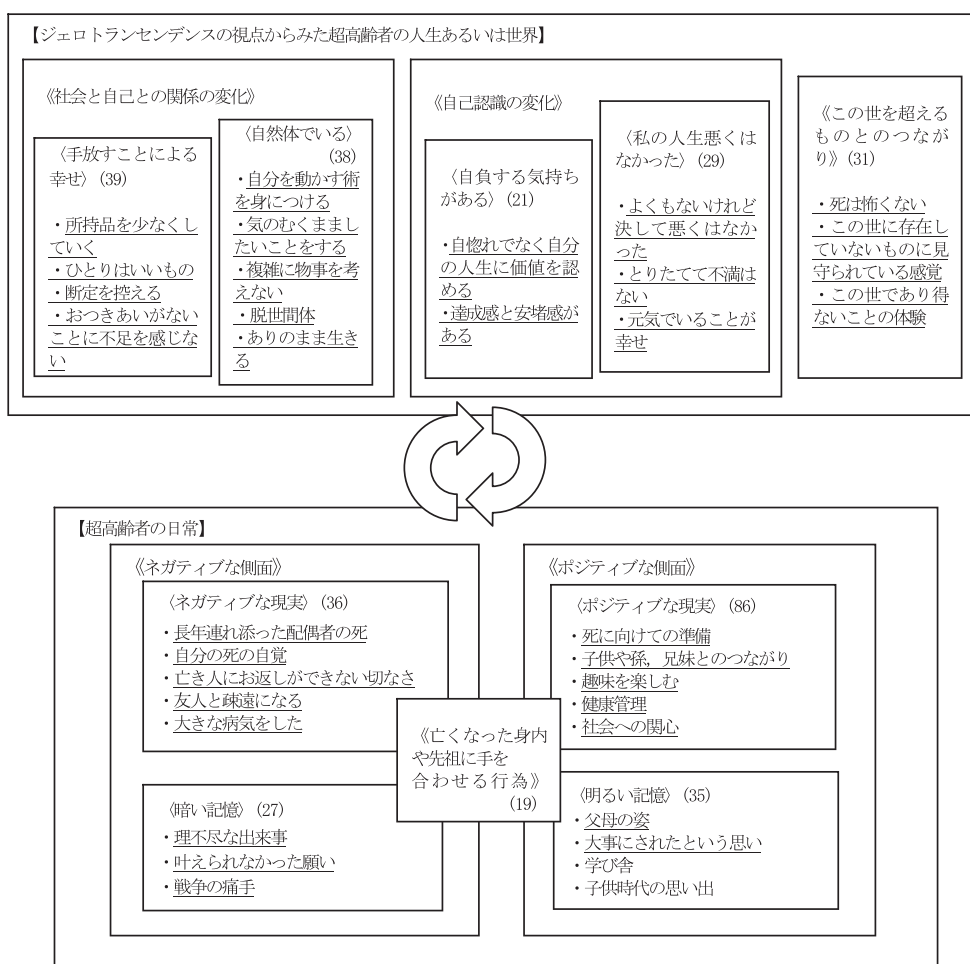 【ジェロトランセンデンスの視点からみた超高齢者の人生あるいは世界】
《社会と自己との関係の変化》
〈手放すことによる
幸せ〉(39)
・所持品を少なくし
ていく
・ひとりはいいもの
・断定を控える
・おつきあいがない
ことに不足を感じな
い
〈自然体でいる〉
(38)
・自分を動かす術
を身につける
・気のむくままし
たいことをする
・複雑に物事を考
えない
・脱世間体
・ありのまま生き
る
《自己認識の変化》
〈自負する気持ち
がある〉(21)
・自惚れでなく自分
の人生に価値を認
める
・達成感と安堵感が
ある
〈私の人生悪くは
なかった〉(29)
・よくもないけれど
決して悪くはなか
った
・とりたてて不満は
ない
・元気でいることが
幸せ
《この世を超える
ものとのつなが
り》(31)
・死は怖くない
・この世に存在し
ていないものに見
守られている感覚
・この世であり得
ないことの体験
【超高齢者の日常】
《ネガティブな側面》
〈ネガティブな現実〉(36)
・長年連れ添った配偶者の死
・自分の死の自覚
・亡き人にお返しができない切なさ
・友人と疎遠になる
・大きな病気をした
〈暗い記憶〉(27)
・理不尽な出来事
・叶えられなかった願い
・戦争の痛手
《亡くなった身内
や先祖に手を
合わせる行為》
(19)
《ポジティブな側面》
〈ポジティブな現実〉(86)
・死に向けての準備
・子供や孫，兄妹とのつながり
・趣味を楽しむ
・健康管理
・社会への関心
〈明るい記憶〉(35)
・父母の姿
・大事にされたという思い
・学び舎
・子供時代の思い出